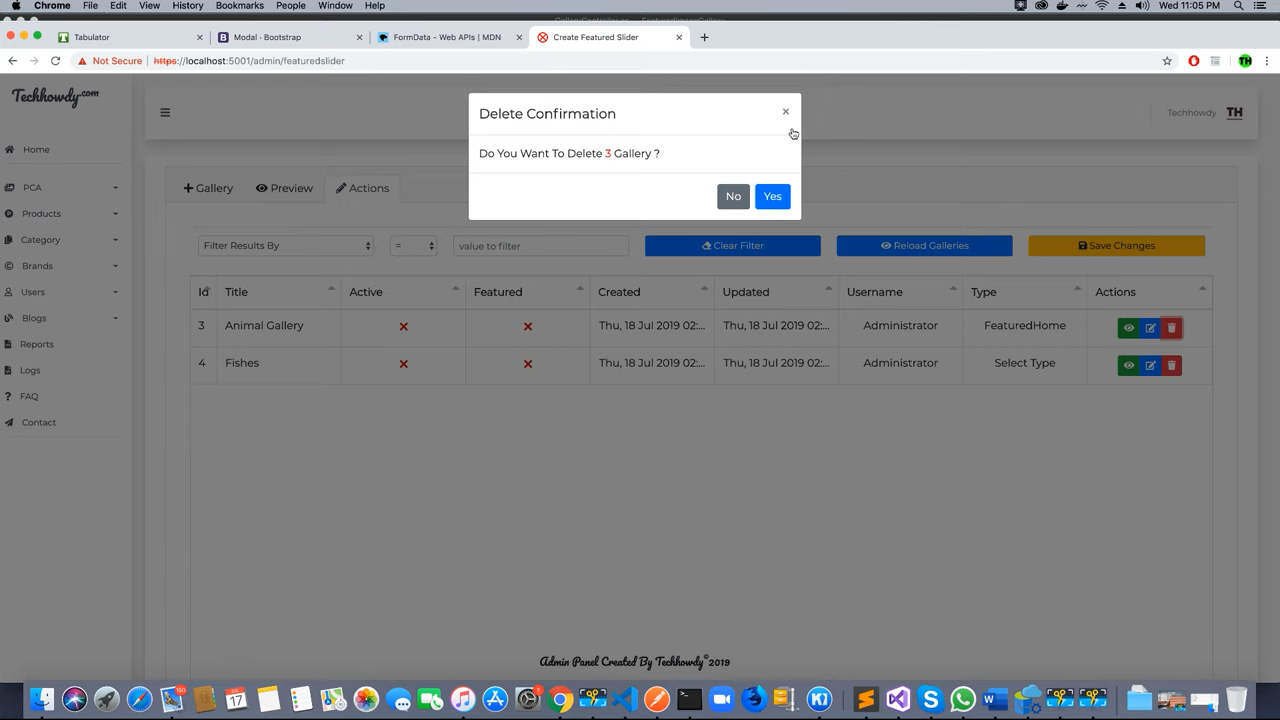 Chrome File Edit View History Bookmarks People Window Help Wed 11:05 PM
Tabulator Modal · Bootstrap FormData - Web APIs | MDN Create Featured Slider
Not Secure https://localhost:5001/admin/featuredslider TH
Techhowdy.com
Techhowdy TH
Delete Confirmation ×
Do You Want To Delete 3 Gallery ?
No Yes
Home
PCA
Products
Category
Brands
Users
Blogs
Reports
Logs
FAQ
Contact
Gallery Preview Actions
Filter Results By = value to filter Clear Filter Reload Galleries Save Changes
Id Title Active Featured Created Updated Username Type Actions
3 Animal Gallery Thu, 18 Jul 2019 02:... Thu, 18 Jul 2019 02:... Administrator FeaturedHome
4 Fishes Thu, 18 Jul 2019 02:... Thu, 18 Jul 2019 02:... Administrator Select Type
Admin Panel Created By Techhowdy©2019